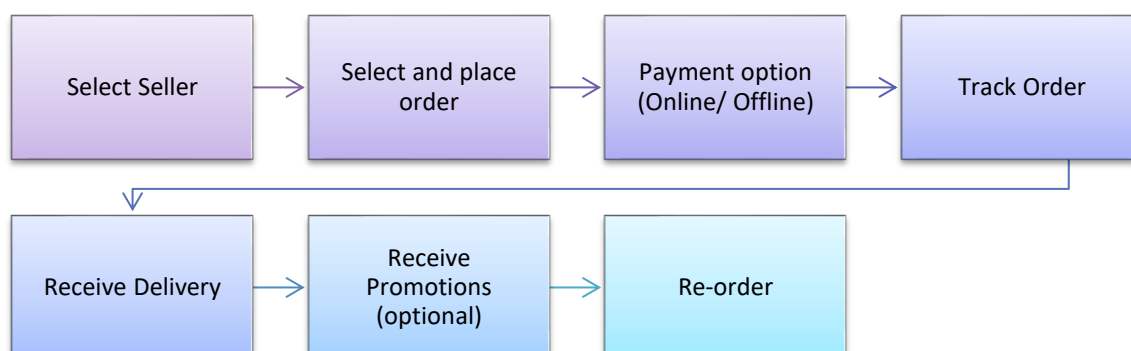 Select Seller
Select and place
order
Payment option
(Online/ Offline)
Track Order
Receive Delivery
Receive
Promotions
(optional)
Re-order